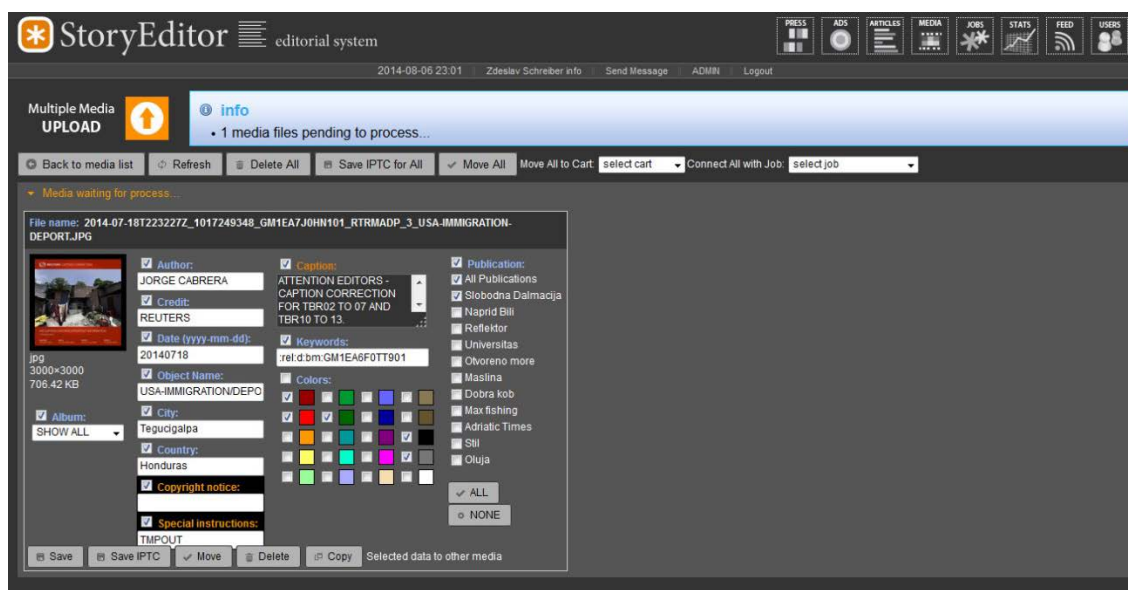 StoryEditor editorial system
PRESS ADS ARTICLES MEDIA JOBS STATS FEED USERS
2014-08-06 23:01 Zdeslav Schreiber info Send Message ADMIN Logout
Multiple Media
UPLOAD
info
• 1 media files pending to process...
Back to media list Refresh Delete All Save IPTC for All Move All Move All to Cart: select cart Connect All with Job: select job
Media waiting for process...
File name: 2014-07-18T223227Z_1017249348_GM1EA7J0HN101_RTRMADP_3_USA-IMMIGRATION-
DEPORT.JPG
jpg
3000×3000
706.42 KB
Album:
SHOW ALL
Author:
JORGE CABRERA
Credit:
REUTERS
Date (yyyy-mm-dd):
20140718
Object Name:
USA-IMMIGRATION/DEPO
City:
Tegucigalpa
Country:
Honduras
Copyright notice:
Special instructions:
TMPOUT
Caption:
ATTENTION EDITORS -
CAPTION CORRECTION
FOR TBR02 TO 07 AND
TBR10 TO 13.
Keywords:
:rel:d:bm:GM1EA6F0TT901
Colors:
Publication:
All Publications
Slobodna Dalmacija
Naprid Bili
Reflektor
Universitas
Otvoreno more
Maslina
Dobra kob
Max fishing
Adriatic Times
Stil
Oluja
ALL
NONE
Save Save IPTC Move Delete Copy Selected data to other media